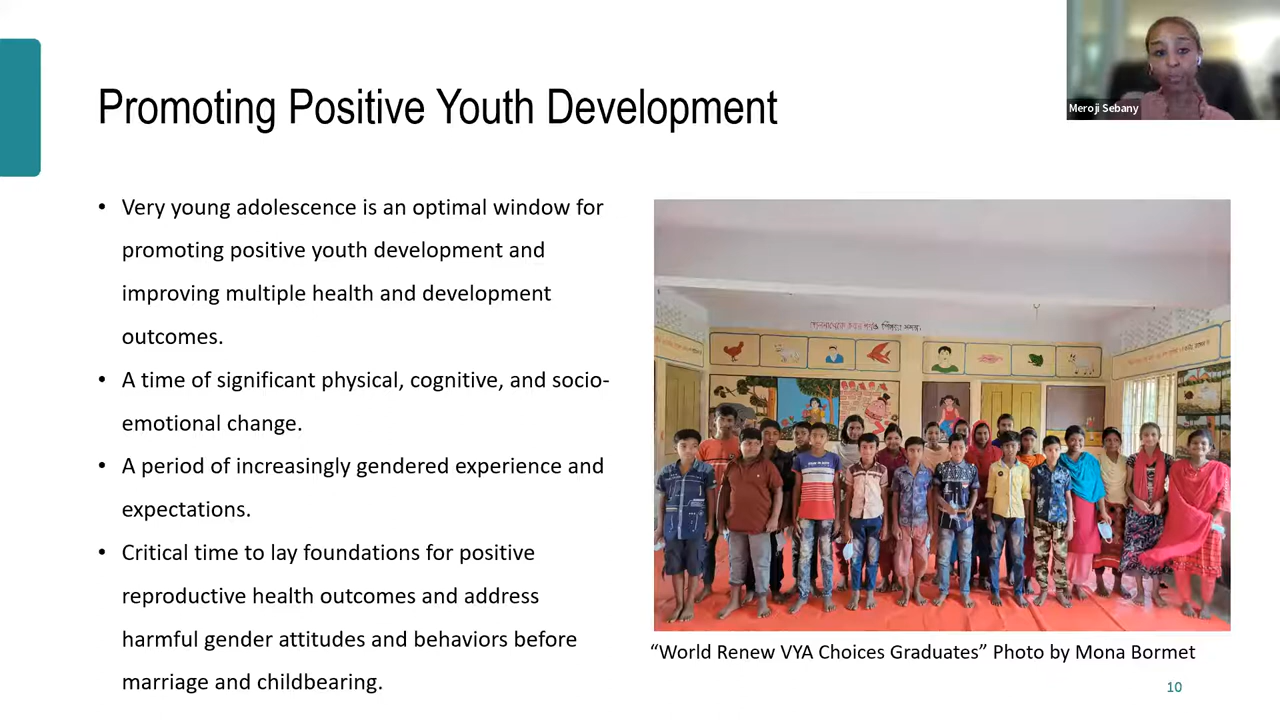 Meroji Sebany
Promoting Positive Youth Development
• Very young adolescence is an optimal window for
promoting positive youth development and
improving multiple health and development
outcomes.
• A time of significant physical, cognitive, and socio-
emotional change.
• A period of increasingly gendered experience and
expectations.
• Critical time to lay foundations for positive
reproductive health outcomes and address
harmful gender attitudes and behaviors before
marriage and childbearing.
“World Renew VYA Choices Graduates” Photo by Mona Bormet
10